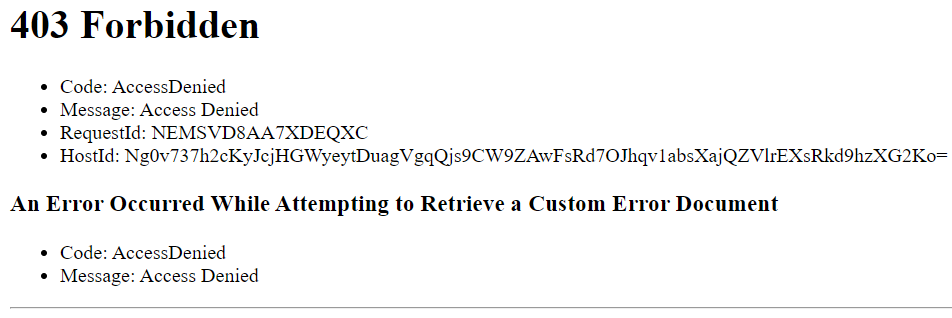 403 Forbidden
Code: AccessDenied
Message: Access Denied
RequestId: NEMSVD8AA7XDEQXC
HostId: Ng0v737h2cKyJcjHGWyeytDuagVgqQjs9CW9ZAwFsRd7OJhqv1absXajQZVlrEXsRkd9hzXG2Ko=
An Error Occurred While Attempting to Retrieve a Custom Error Document
Code: AccessDenied
Message: Access Denied